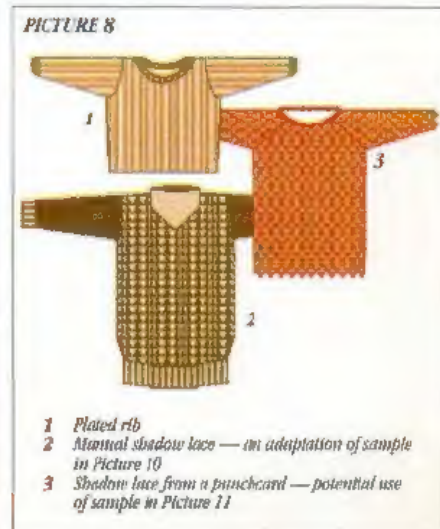 PICTURE 8
1
3
2
1 Plated rib
2 Manual shadow lace — an adaptation of sample
in Picture 10
3 Shadow lace from a punchcard — potential use
of sample in Picture 11